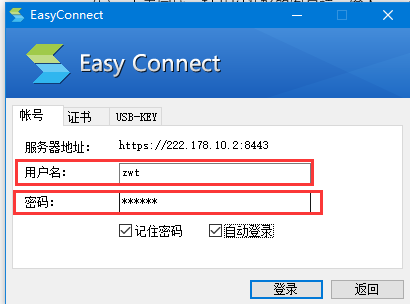 EasyConnect
Easy Connect
帐号 证书 USB-KEY
服务器地址: https://222.178.10.2:8443
用户名: zwt
密码: ******
记住密码 自动登录
登录 返回